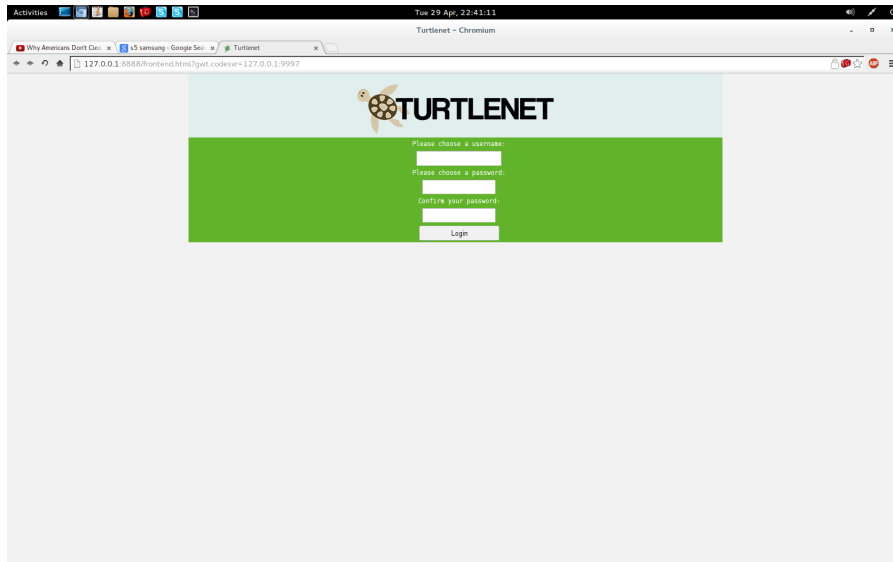 Activities
Tue 29 Apr, 22:41:11
Turtlenet - Chromium
Why Americans Don't Clea x
s5 samsung - Google Sear x
Turtlenet x
127.0.0.1:8888/frontend.html?gwt.codesvr=127.0.0.1:9997
ABP
TURTLENET
Please choose a username:
Please choose a password:
Confirm your password:
Login